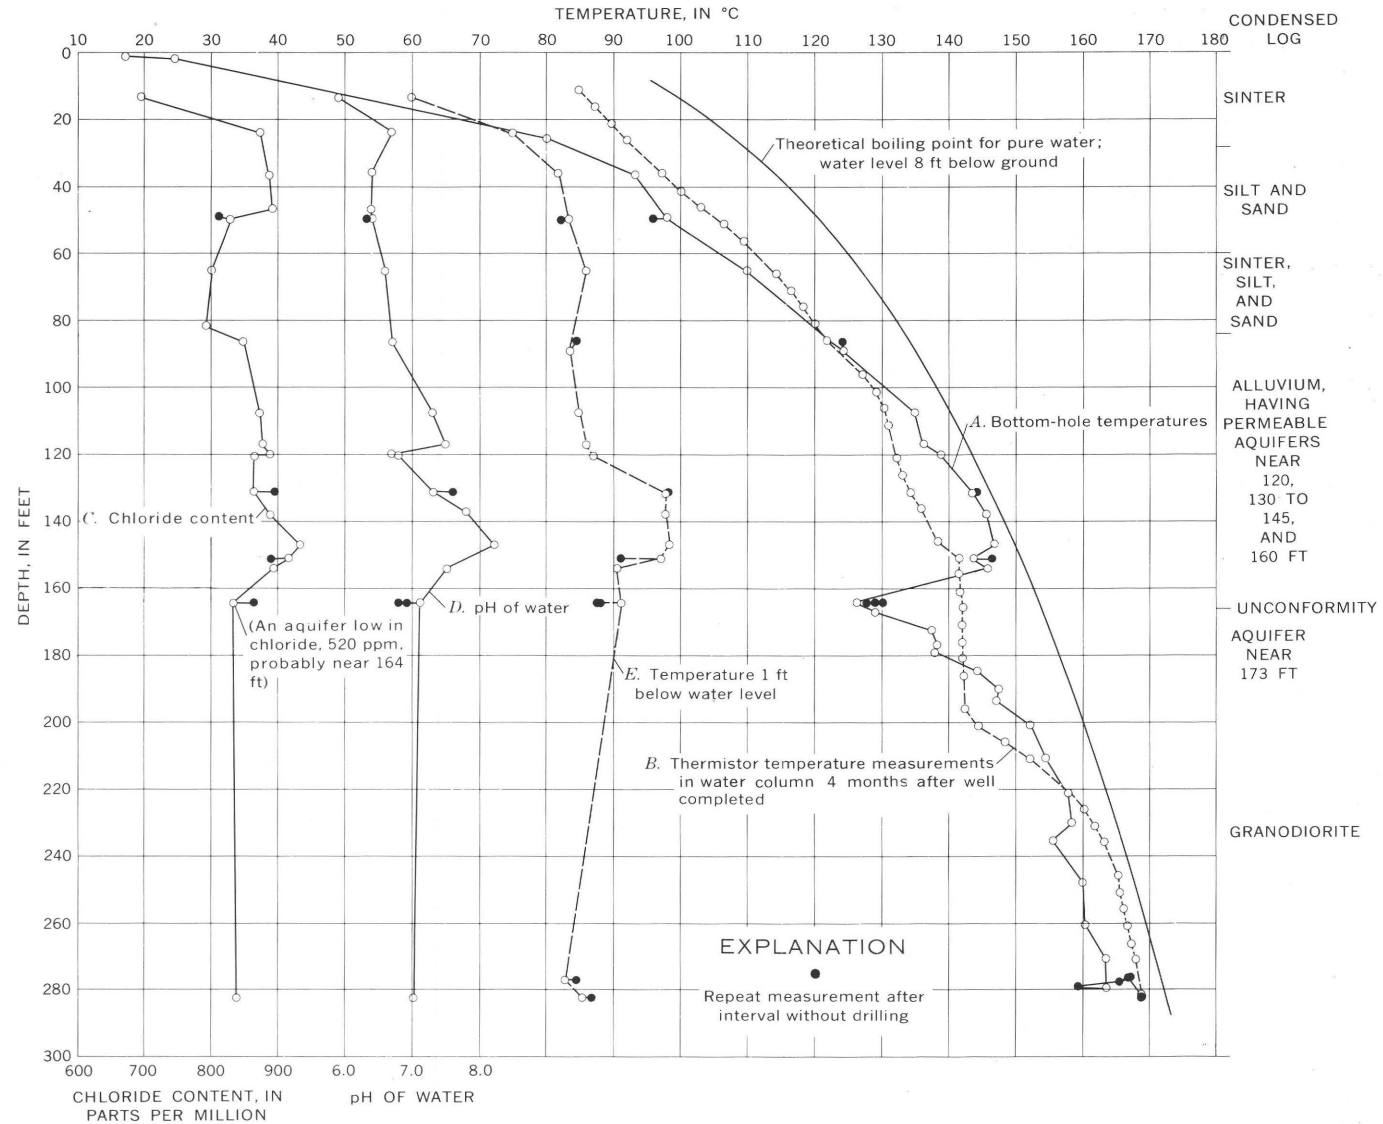 TEMPERATURE, IN °C
10 20 30 40 50 60 70 80 90 100 110 120 130 140 150 160 170 180
CONDENSED
LOG
0
20
40
60
80
100
120
140
160
180
200
220
240
260
280
300
DEPTH, IN FEET
600 700 800 900 6.0 7.0 8.0
CHLORIDE CONTENT, IN
PARTS PER MILLION
pH OF WATER
Theoretical boiling point for pure water;
water level 8 ft below ground
A. Bottom-hole temperatures
C. Chloride content
D. pH of water
(An aquifer low in
chloride, 520 ppm,
probably near 164
ft)
E. Temperature 1 ft
below water level
B. Thermistor temperature measurements
in water column 4 months after well
completed
EXPLANATION
Repeat measurement after
interval without drilling
SINTER
SILT AND
SAND
SINTER,
SILT,
AND
SAND
ALLUVIUM,
HAVING
PERMEABLE
AQUIFERS
NEAR
120,
130 TO
145,
AND
160 FT
UNCONFORMITY
AQUIFER
NEAR
173 FT
GRANODIORITE